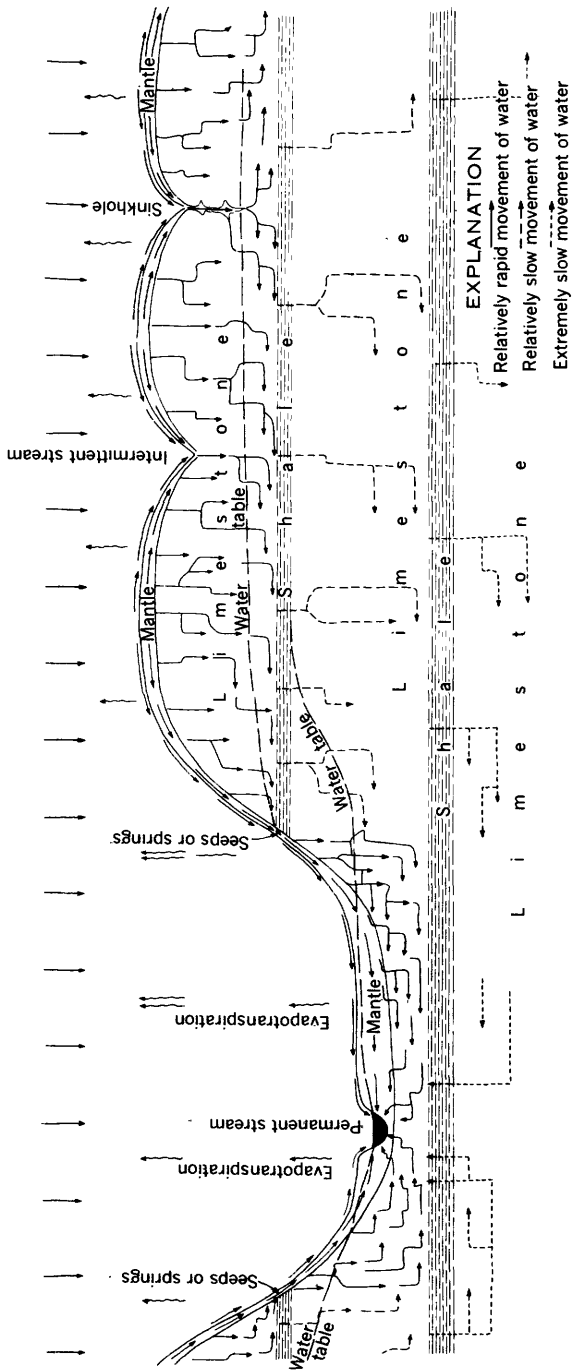 Seeps or springs
Permanent stream
Evapotranspiration
Evapotranspiration
Seeps or springs
Intermittent stream
Sinkhole
Mantle
Mantle
Mantle
Water
table
Water table
Water table
Limestone
Shale
Limestone
Shale
Limestone
EXPLANATION
Relatively rapid movement of water
Relatively slow movement of water
Extremely slow movement of water